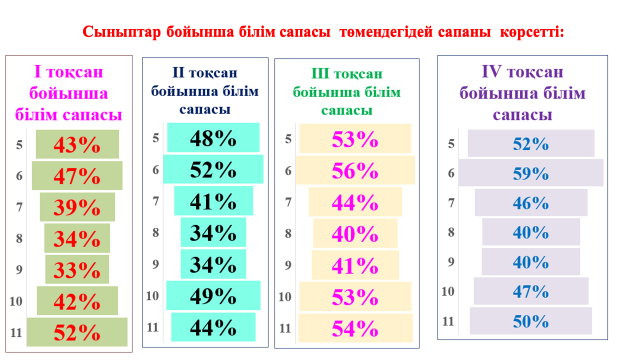 Сыныптар бойынша білім сапасы төмендегідей сапаны көрсетті:
I тоқсан
бойынша
білім сапасы
5 43%
6 47%
7 39%
8 34%
9 33%
10 42%
11 52%
II тоқсан
бойынша білім
сапасы
5 48%
6 52%
7 41%
8 34%
9 34%
10 49%
11 44%
III тоқсан
бойынша білім
сапасы
5 53%
6 56%
7 44%
8 40%
9 41%
10 53%
11 54%
IV тоқсан
бойынша білім
сапасы
5 52%
6 59%
7 46%
8 40%
9 40%
10 47%
11 50%